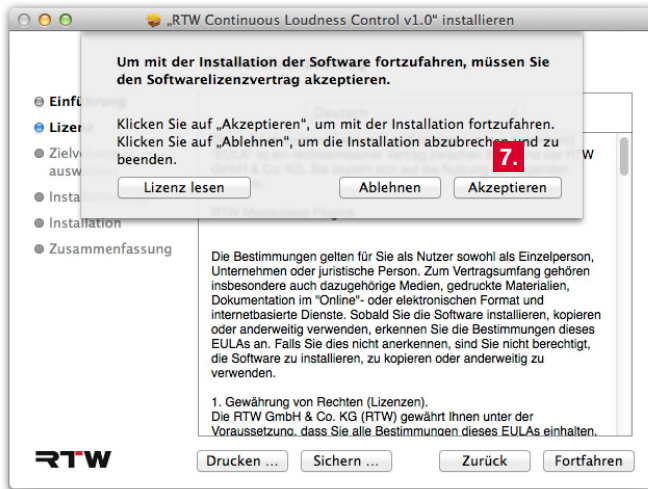 „RTW Continuous Loudness Control v1.0" installieren
Um mit der Installation der Software fortzufahren, müssen Sie
den Softwarelizenzvertrag akzeptieren.
Klicken Sie auf „Akzeptieren", um mit der Installation fortzufahren.
Klicken Sie auf „Ablehnen", um die Installation abzubrechen und zu
beenden.
7.
Lizenz lesen
Ablehnen
Akzeptieren
Einführung
Lizenz
Installation
Zusammenfassung
Deutsch
RTW Masterclass Plugins
Die Bestimmungen gelten für Sie als Nutzer sowohl als Einzelperson,
Unternehmen oder juristische Person. Zum Vertragsumfang gehören
insbesondere auch dazugehörige Medien, gedruckte Materialien,
Dokumentation im "Online"- oder elektronischen Format und
internetbasierte Dienste. Sobald Sie die Software installieren, kopieren
oder anderweitig verwenden, erkennen Sie die Bestimmungen dieses
EULAs an. Falls Sie dies nicht anerkennen, sind Sie nicht berechtigt,
die Software zu installieren, zu kopieren oder anderweitig zu
verwenden.
1. Gewährung von Rechten (Lizenzen).
Die RTW GmbH & Co. KG (RTW) gewährt Ihnen unter der
Voraussetzung, dass Sie alle Bestimmungen dieses EULAs einhalten,
RTW
Drucken ...
Sichern ...
Zurück
Fortfahren